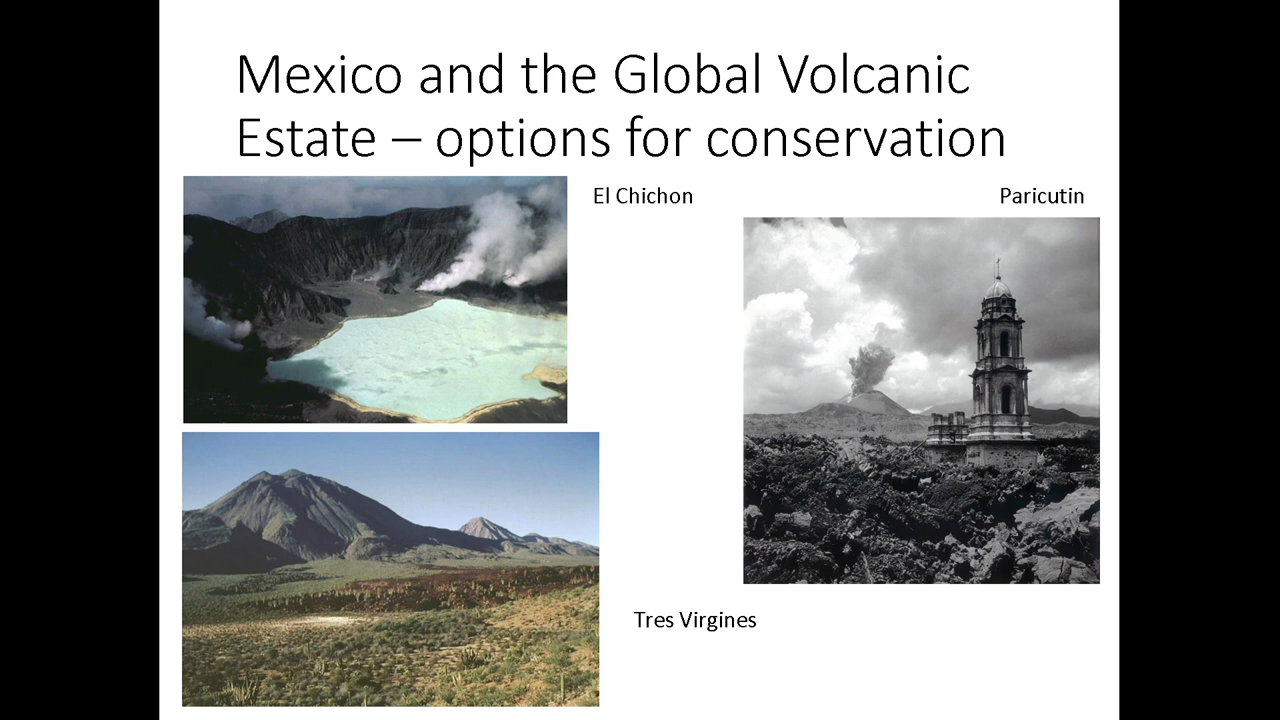 Mexico and the Global Volcanic
Estate – options for conservation
El Chichon
Paricutin
Tres Virgines